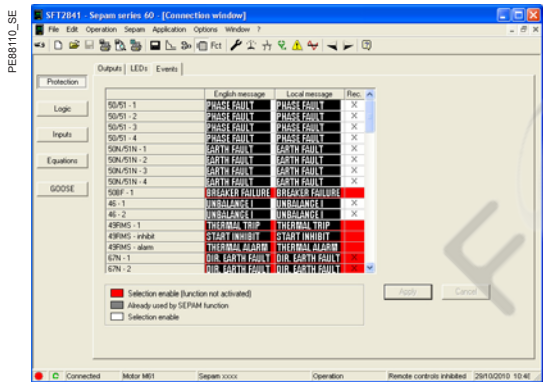 PE88110_SE
SFT2841 - Sepam series 60 - [Connection window]
File Edit Operation Sepam Application Options Window ?
Fct
Outputs LEDs Events
Protection
Logic
Inputs
Equations
GOOSE
English message Local message Rec.
50/51 - 1 PHASE FAULT PHASE FAULT X
50/51 - 2 PHASE FAULT PHASE FAULT X
50/51 - 3 PHASE FAULT PHASE FAULT X
50/51 - 4 PHASE FAULT PHASE FAULT X
50N/51N - 1 EARTH FAULT EARTH FAULT X
50N/51N - 2 EARTH FAULT EARTH FAULT X
50N/51N - 3 EARTH FAULT EARTH FAULT X
50N/51N - 4 EARTH FAULT EARTH FAULT X
50BF - 1 BREAKER FAILURE BREAKER FAILURE
46 - 1 UNBALANCE I UNBALANCE I X
46 - 2 UNBALANCE I UNBALANCE I X
49RMS - 1 THERMAL TRIP THERMAL TRIP
49RMS - inhibit START INHIBIT START INHIBIT
49RMS - alarm THERMAL ALARM THERMAL ALARM
67N - 1 DIR. EARTH FAULT DIR. EARTH FAULT X
67N - 2 DIR. EARTH FAULT DIR. EARTH FAULT X
Selection enable (function not activated)
Already used by SEPAM function
Selection enable
Apply Cancel
Connected Motor M61 Sepam xxxx Operation Remote controls inhibited 29/10/2010 10:46